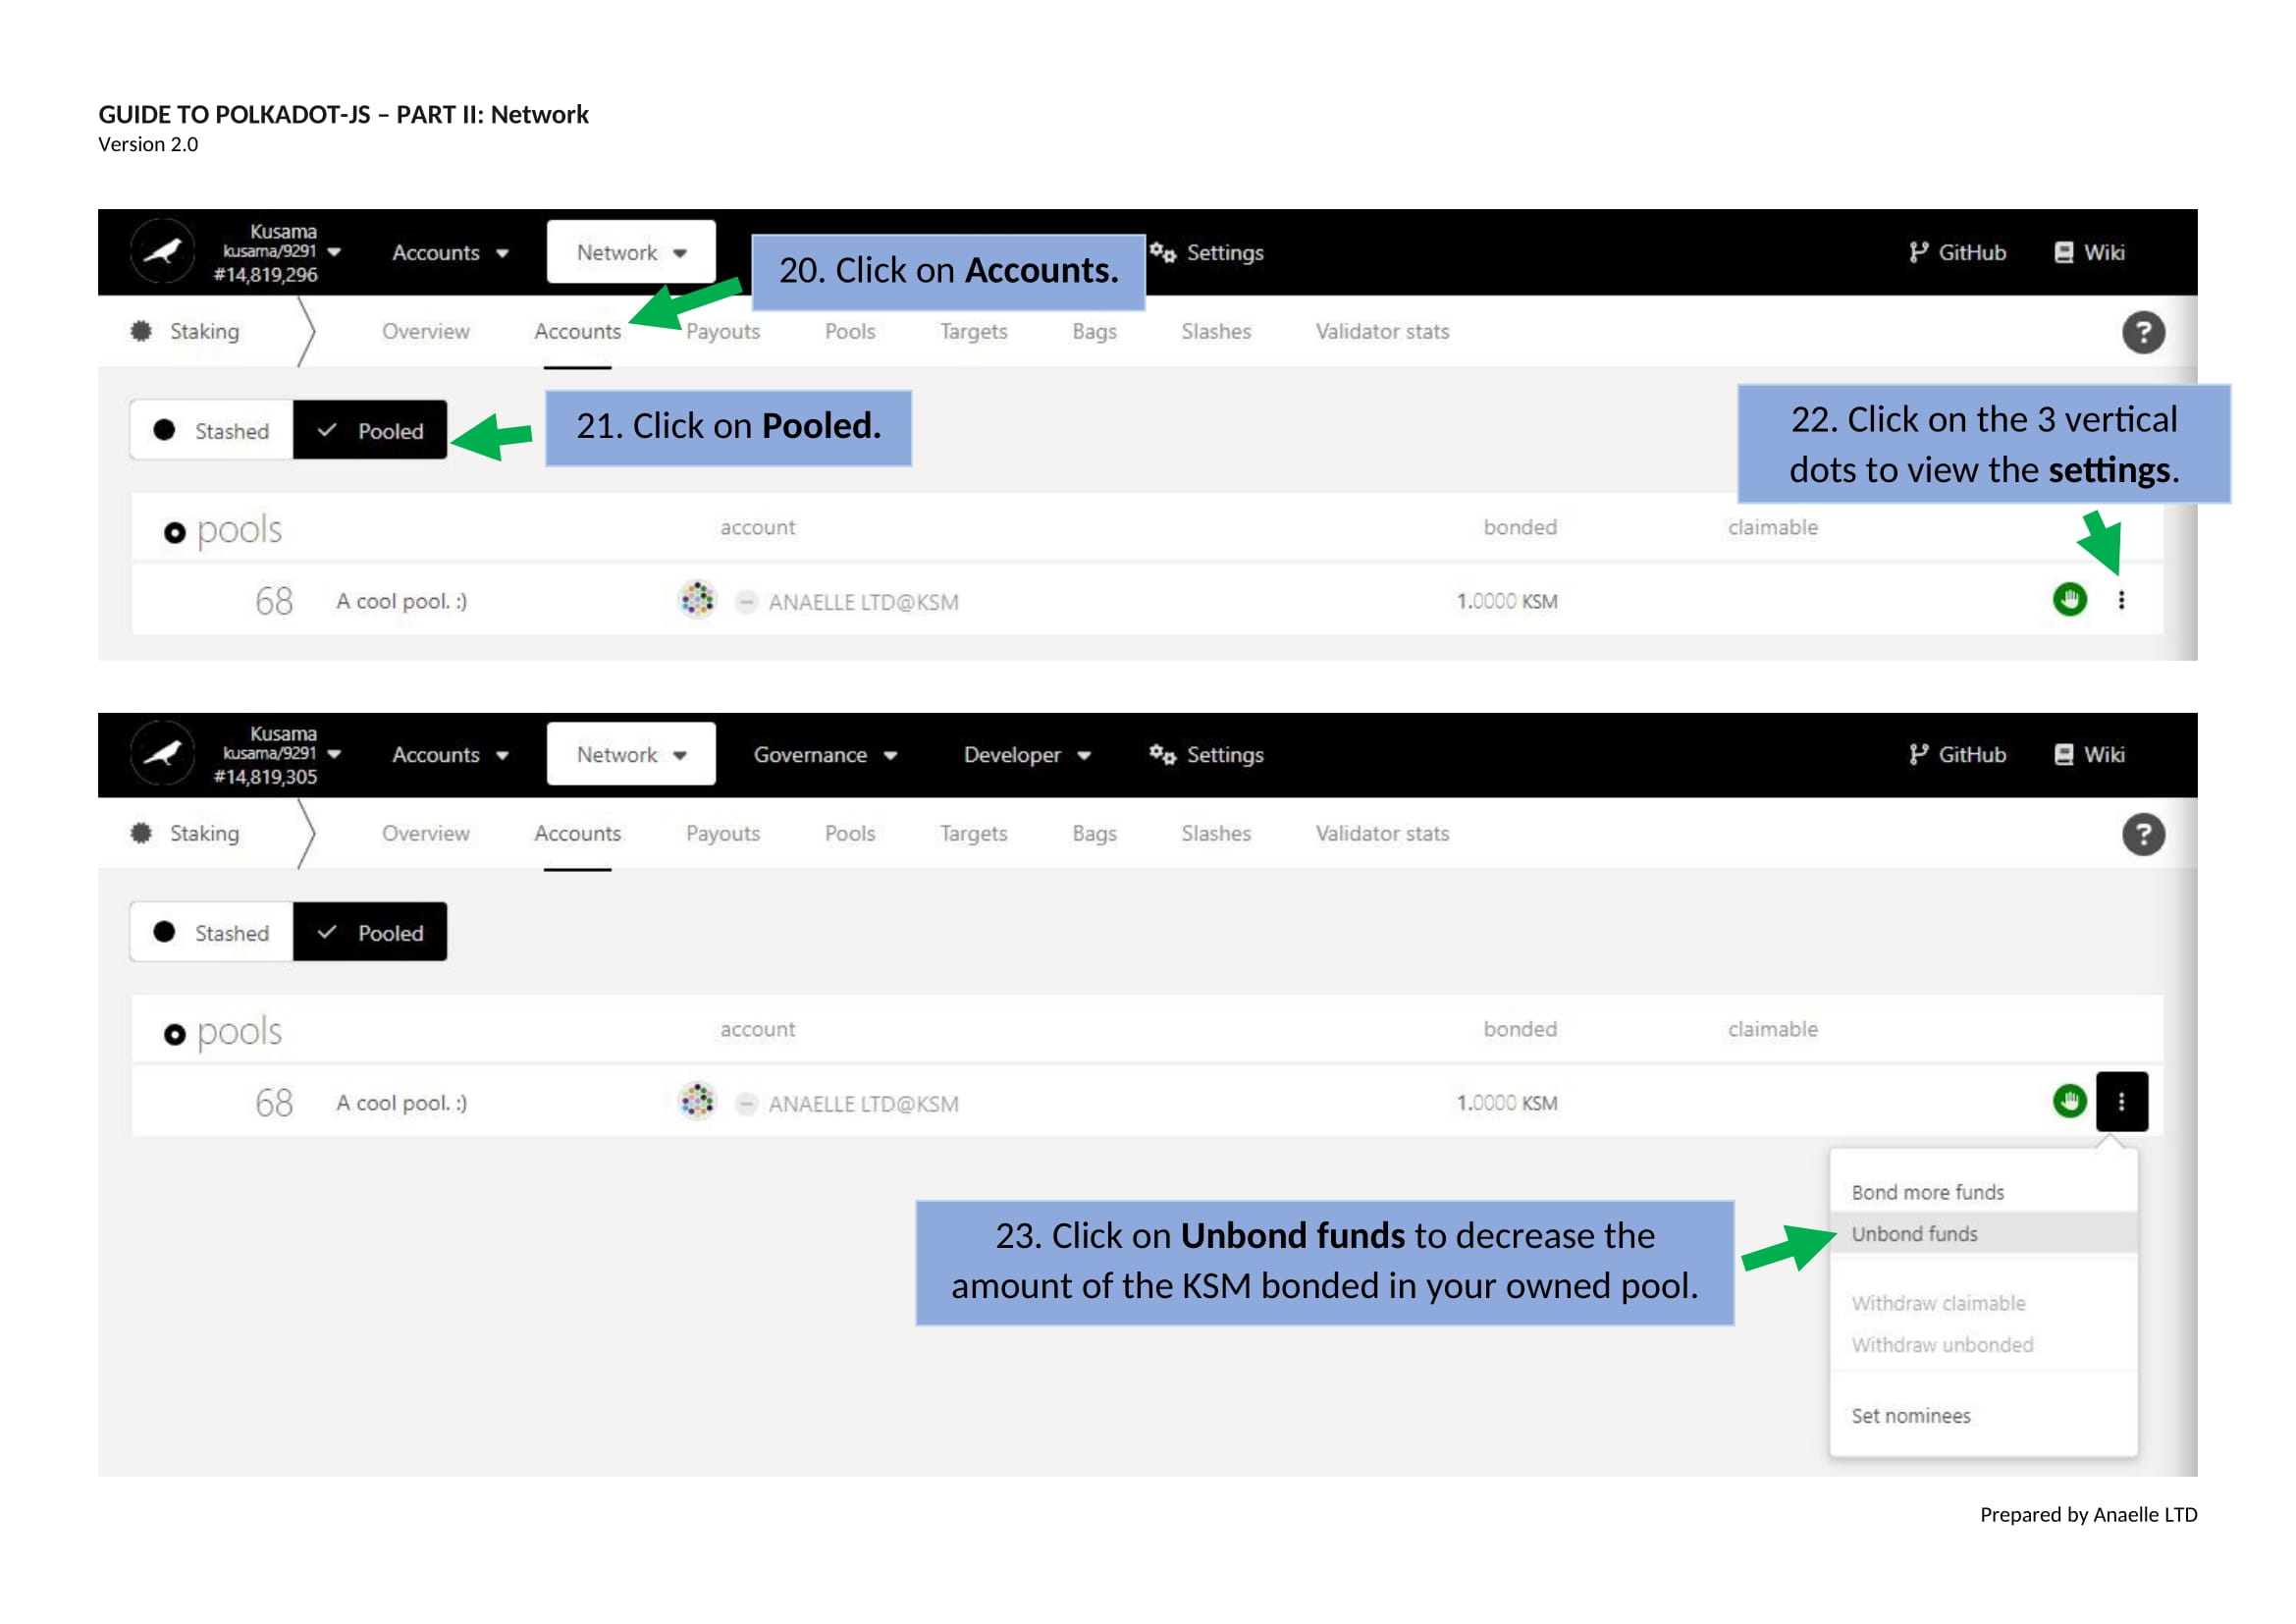 GUIDE TO POLKADOT-JS – PART II: Network
Version 2.0
Kusama
kusama/9291
#14,819,296
Accounts
Network
Settings
GitHub
Wiki
20. Click on Accounts.
Staking
Overview
Accounts
Payouts
Pools
Targets
Bags
Slashes
Validator stats
?
Stashed
Pooled
21. Click on Pooled.
22. Click on the 3 vertical
dots to view the settings.
pools
account
bonded
claimable
68
A cool pool. :)
ANAELLE LTD@KSM
1.0000 KSM
Kusama
kusama/9291
#14,819,305
Accounts
Network
Governance
Developer
Settings
GitHub
Wiki
Staking
Overview
Accounts
Payouts
Pools
Targets
Bags
Slashes
Validator stats
?
Stashed
Pooled
pools
account
bonded
claimable
68
A cool pool. :)
ANAELLE LTD@KSM
1.0000 KSM
Bond more funds
Unbond funds
Withdraw claimable
Withdraw unbonded
Set nominees
23. Click on Unbond funds to decrease the
amount of the KSM bonded in your owned pool.
Prepared by Anaelle LTD